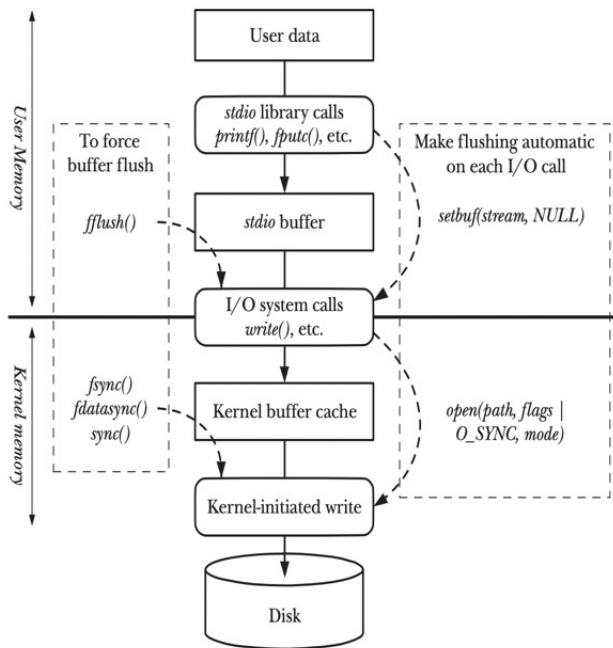 User data
stdio library calls
printf(), fputc(), etc.
To force
buffer flush
Make flushing automatic
on each I/O call
fflush()
stdio buffer
setbuf(stream, NULL)
User Memory
I/O system calls
write(), etc.
Kernel memory
fsync()
fdatasync()
sync()
Kernel buffer cache
open(path, flags |
O_SYNC, mode)
Kernel-initiated write
Disk